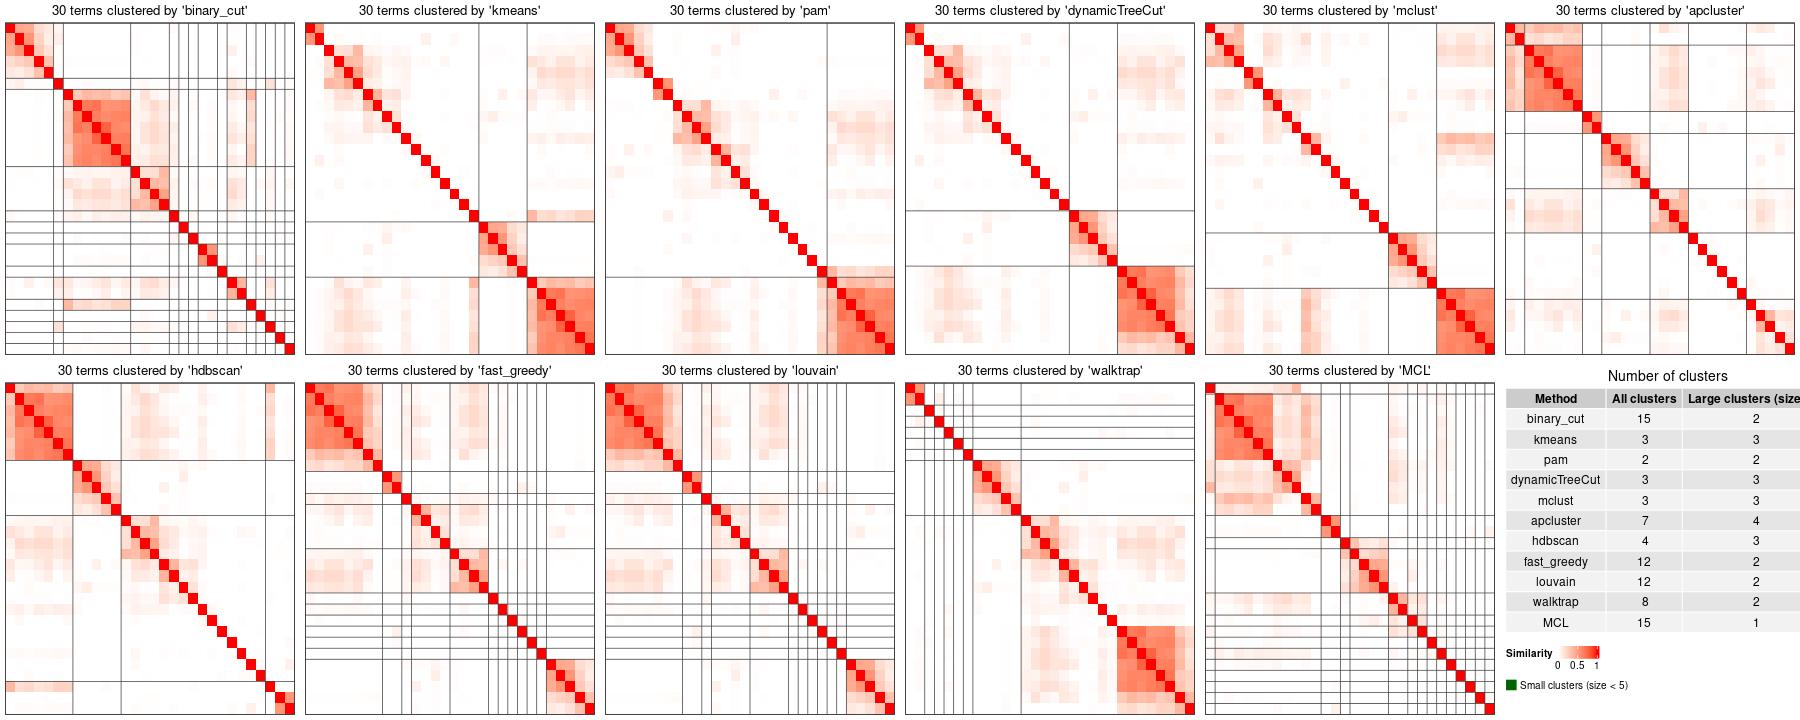 30 terms clustered by 'binary_cut'
30 terms clustered by 'kmeans'
30 terms clustered by 'pam'
30 terms clustered by 'dynamicTreeCut'
30 terms clustered by 'mclust'
30 terms clustered by 'apcluster'
30 terms clustered by 'hdbscan'
30 terms clustered by 'fast_greedy'
30 terms clustered by 'louvain'
30 terms clustered by 'walktrap'
30 terms clustered by 'MCL'
Number of clusters
Method All clusters Large clusters (size
binary_cut 15 2
kmeans 3 3
pam 2 2
dynamicTreeCut 3 3
mclust 3 3
apcluster 7 4
hdbscan 4 3
fast_greedy 12 2
louvain 12 2
walktrap 8 2
MCL 15 1
Similarity
0 0.5 1
Small clusters (size < 5)